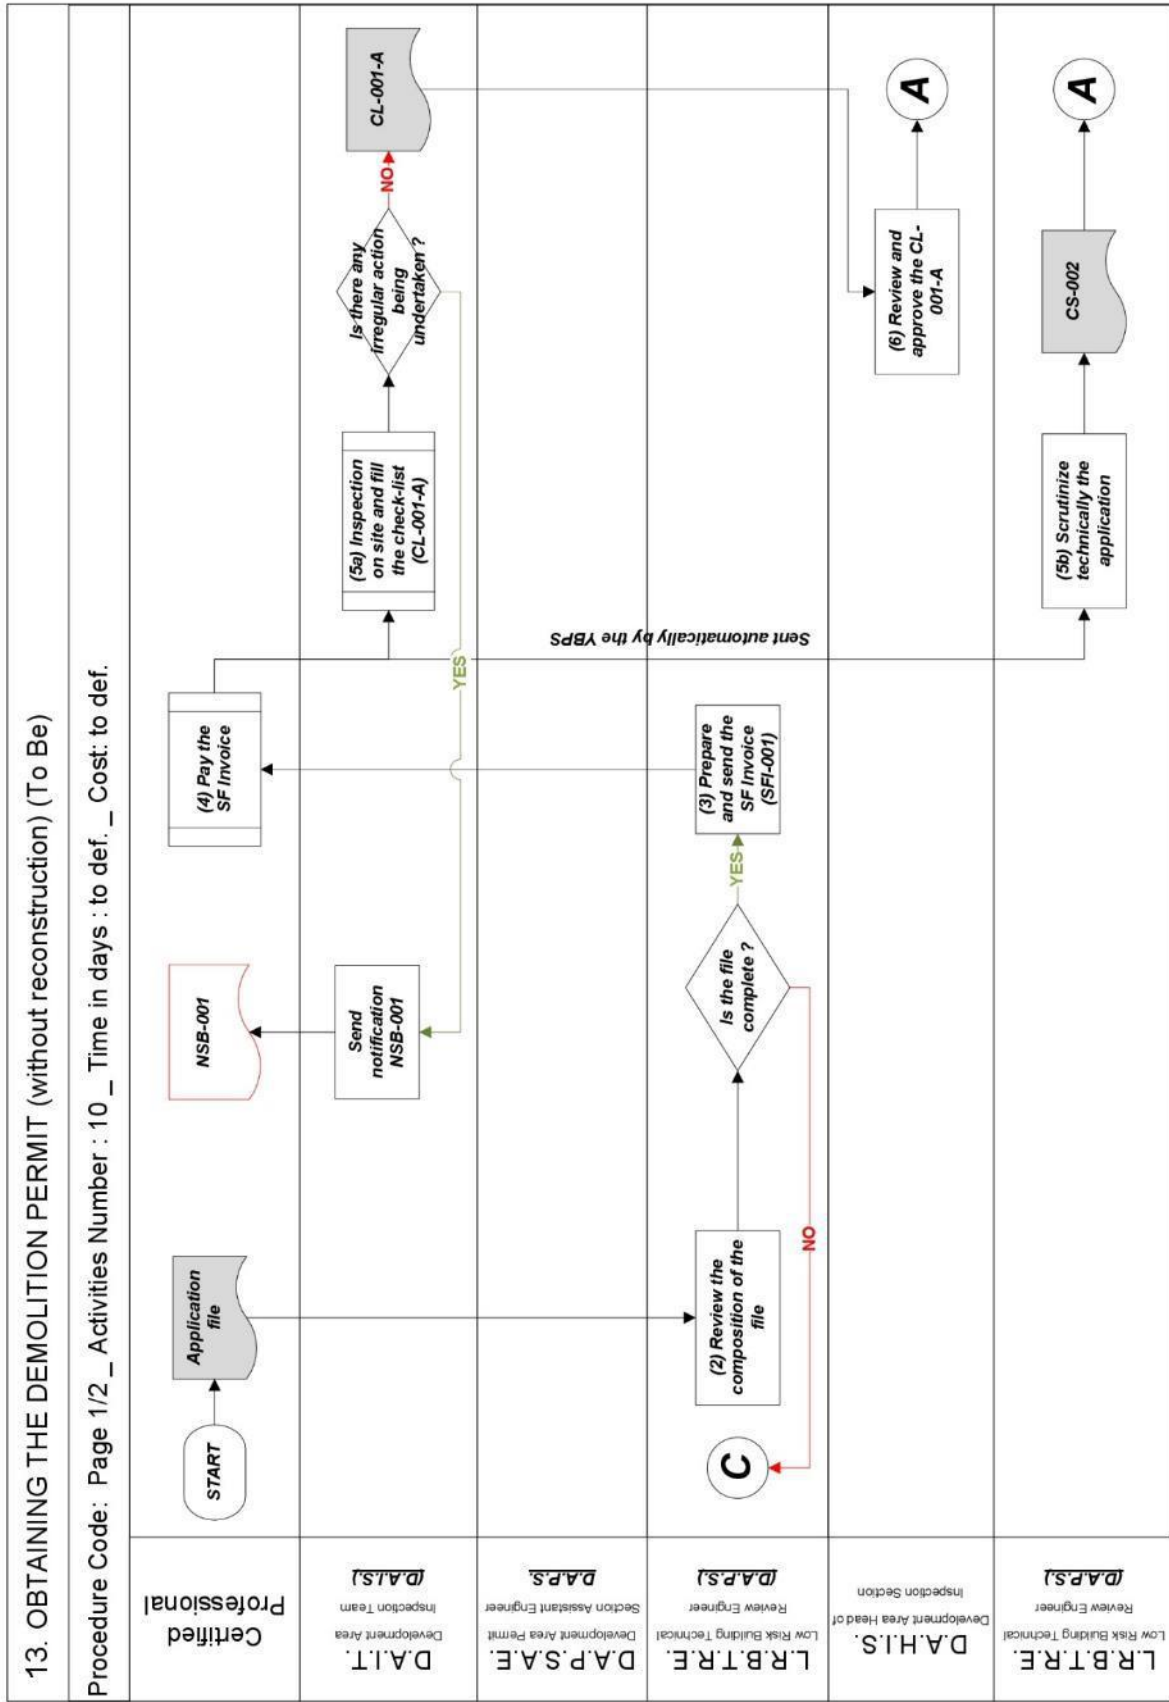 13. OBTAINING THE DEMOLITION PERMIT (without reconstruction) (To Be)
Procedure Code: Page 1/2 _ Activities Number : 10 _ Time in days : to def. _ Cost: to def.
Certified
Professional
START
Application
file
NSB-001
(4) Pay the
SF Invoice
D.A.I.T
Development Area
Inspection Team
(D.A.I.S.)
Send
notification
NSB-001
YES
(5a) Inspection
on site and fill
the check-list
(CL-001-A)
Is there any
irregular action
being
undertaken ?
NO
CL-001-A
D.A.P.S.A.E
Development Area Permit
Section Assistant Engineer
D.A.P.S.
L.R.B.T.R.E
Low Risk Building Technical
Review Engineer
(D.A.P.S.)
C
(2) Review the
composition of the
file
NO
Is the file
complete ?
YES
(3) Prepare
and send the
SF Invoice
(SFI-001)
Sent automatically by the YBPS
D.A.H.I.S.
Development Area Head of
Inspection Section
(6) Review and
approve the CL-
001-A
A
L.R.B.T.R.E.
Low Risk Building Technical
Review Engineer
(D.A.P.S.)
(5b) Scrutinize
technically the
application
CS-002
A